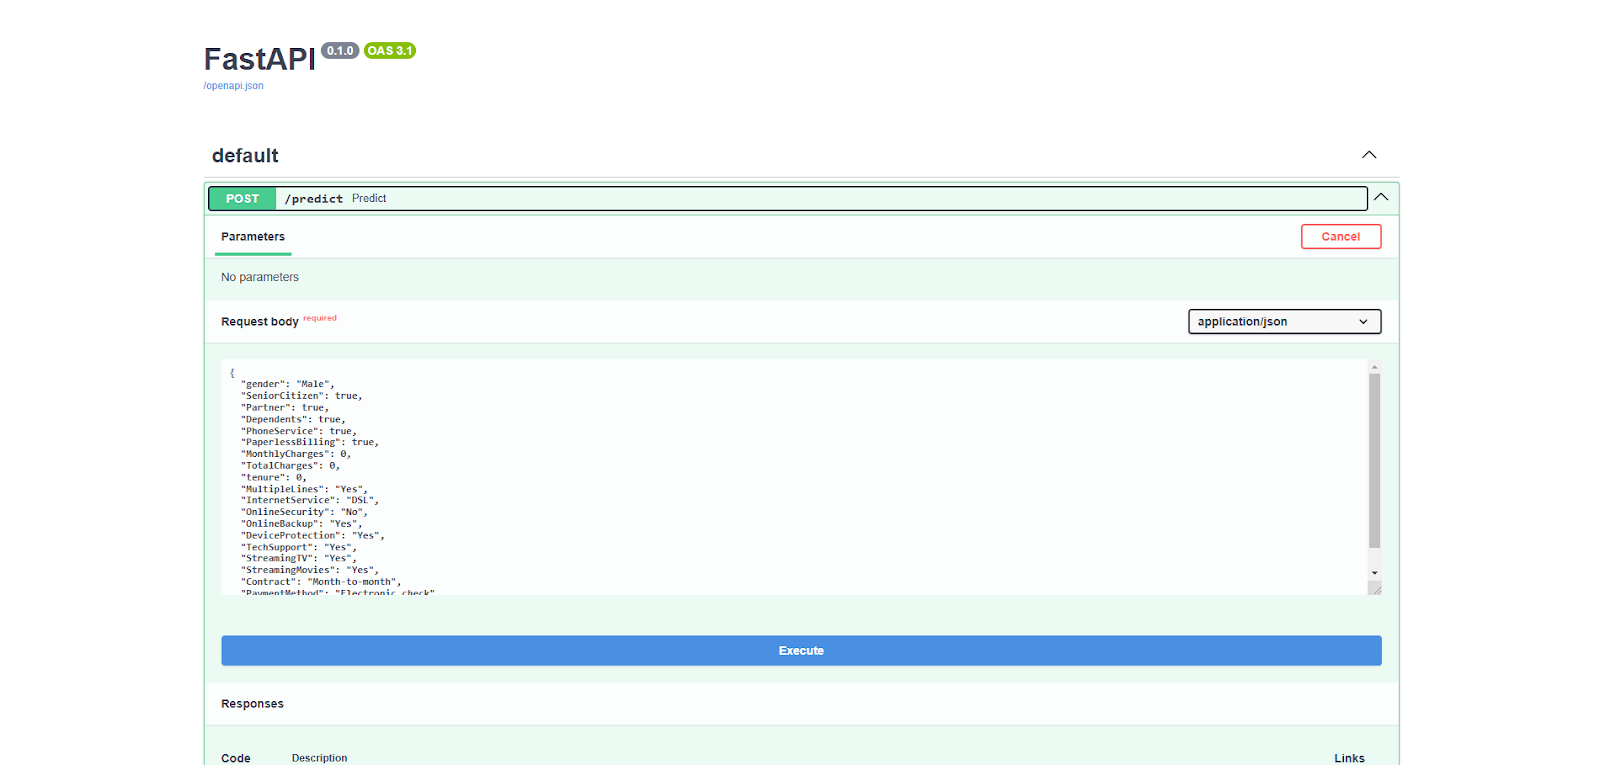 FastAPI 0.1.0 OAS 3.1
/openapi.json
default
POST /predict Predict
Parameters Cancel
No parameters
Request body required application/json
{
"gender": "Male",
"SeniorCitizen": true,
"Partner": true,
"Dependents": true,
"PhoneService": true,
"PaperlessBilling": true,
"MonthlyCharges": 0,
"TotalCharges": 0,
"tenure": 0,
"MultipleLines": "Yes",
"InternetService": "DSL",
"OnlineSecurity": "No",
"OnlineBackup": "Yes",
"DeviceProtection": "Yes",
"TechSupport": "Yes",
"StreamingTV": "Yes",
"StreamingMovies": "Yes",
"Contract": "Month-to-month",
"PaymentMethod": "Electronic check"
Execute
Responses
Code Description Links